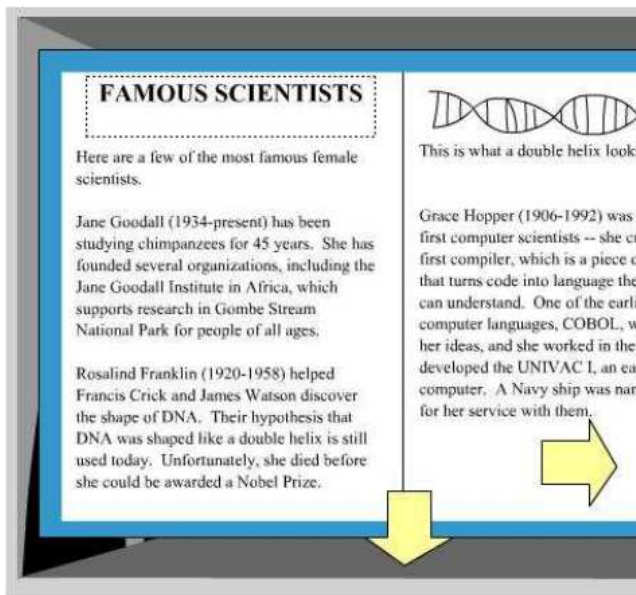 FAMOUS SCIENTISTS
Here are a few of the most famous female
scientists.
Jane Goodall (1934-present) has been
studying chimpanzees for 45 years. She has
founded several organizations, including the
Jane Goodall Institute in Africa, which
supports research in Gombe Stream
National Park for people of all ages.
Rosalind Franklin (1920-1958) helped
Francis Crick and James Watson discover
the shape of DNA. Their hypothesis that
DNA was shaped like a double helix is still
used today. Unfortunately, she died before
she could be awarded a Nobel Prize.
This is what a double helix look
Grace Hopper (1906-1992) was
first computer scientists -- she
first compiler, which is a piece
that turns code into language the
can understand. One of the
computer languages, COBOL,
her ideas, and she worked in the
developed the UNIVAC I, an
computer. A Navy ship was
for her service with them.